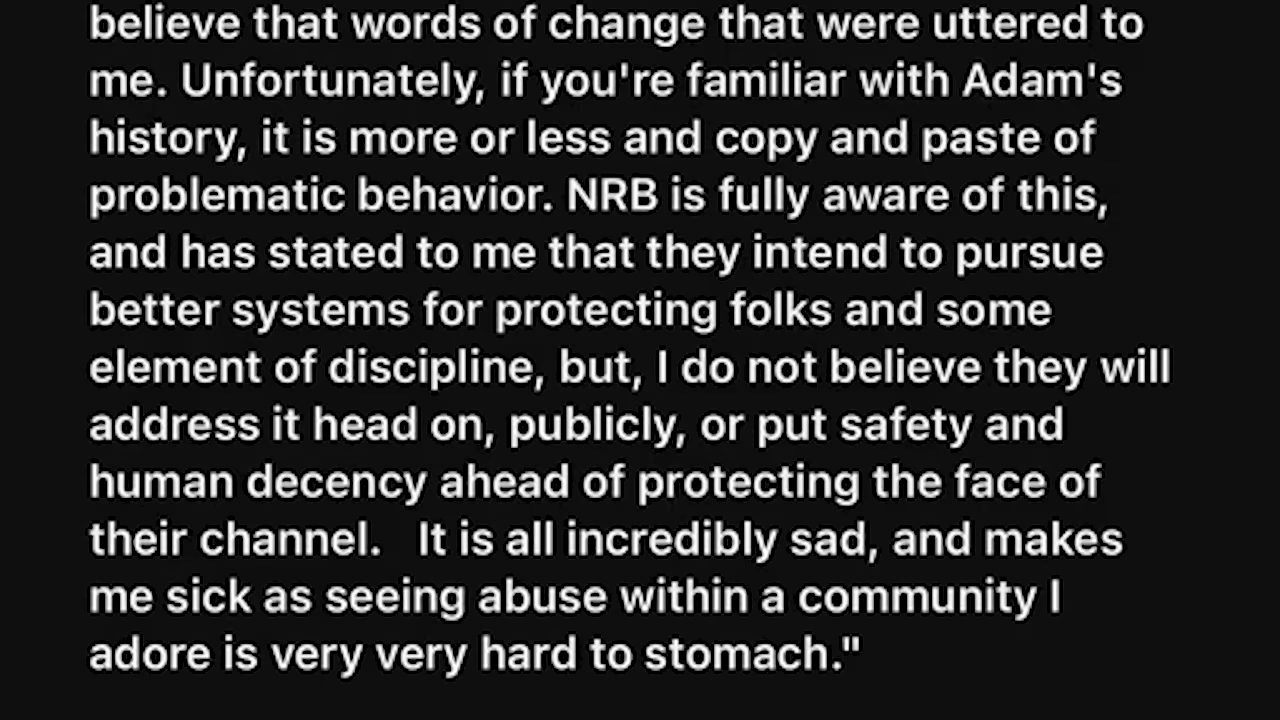 believe that words of change that were uttered to
me. Unfortunately, if you're familiar with Adam's
history, it is more or less and copy and paste of
problematic behavior. NRB is fully aware of this,
and has stated to me that they intend to pursue
better systems for protecting folks and some
element of discipline, but, I do not believe they will
address it head on, publicly, or put safety and
human decency ahead of protecting the face of
their channel.   It is all incredibly sad, and makes
me sick as seeing abuse within a community I
adore is very very hard to stomach."